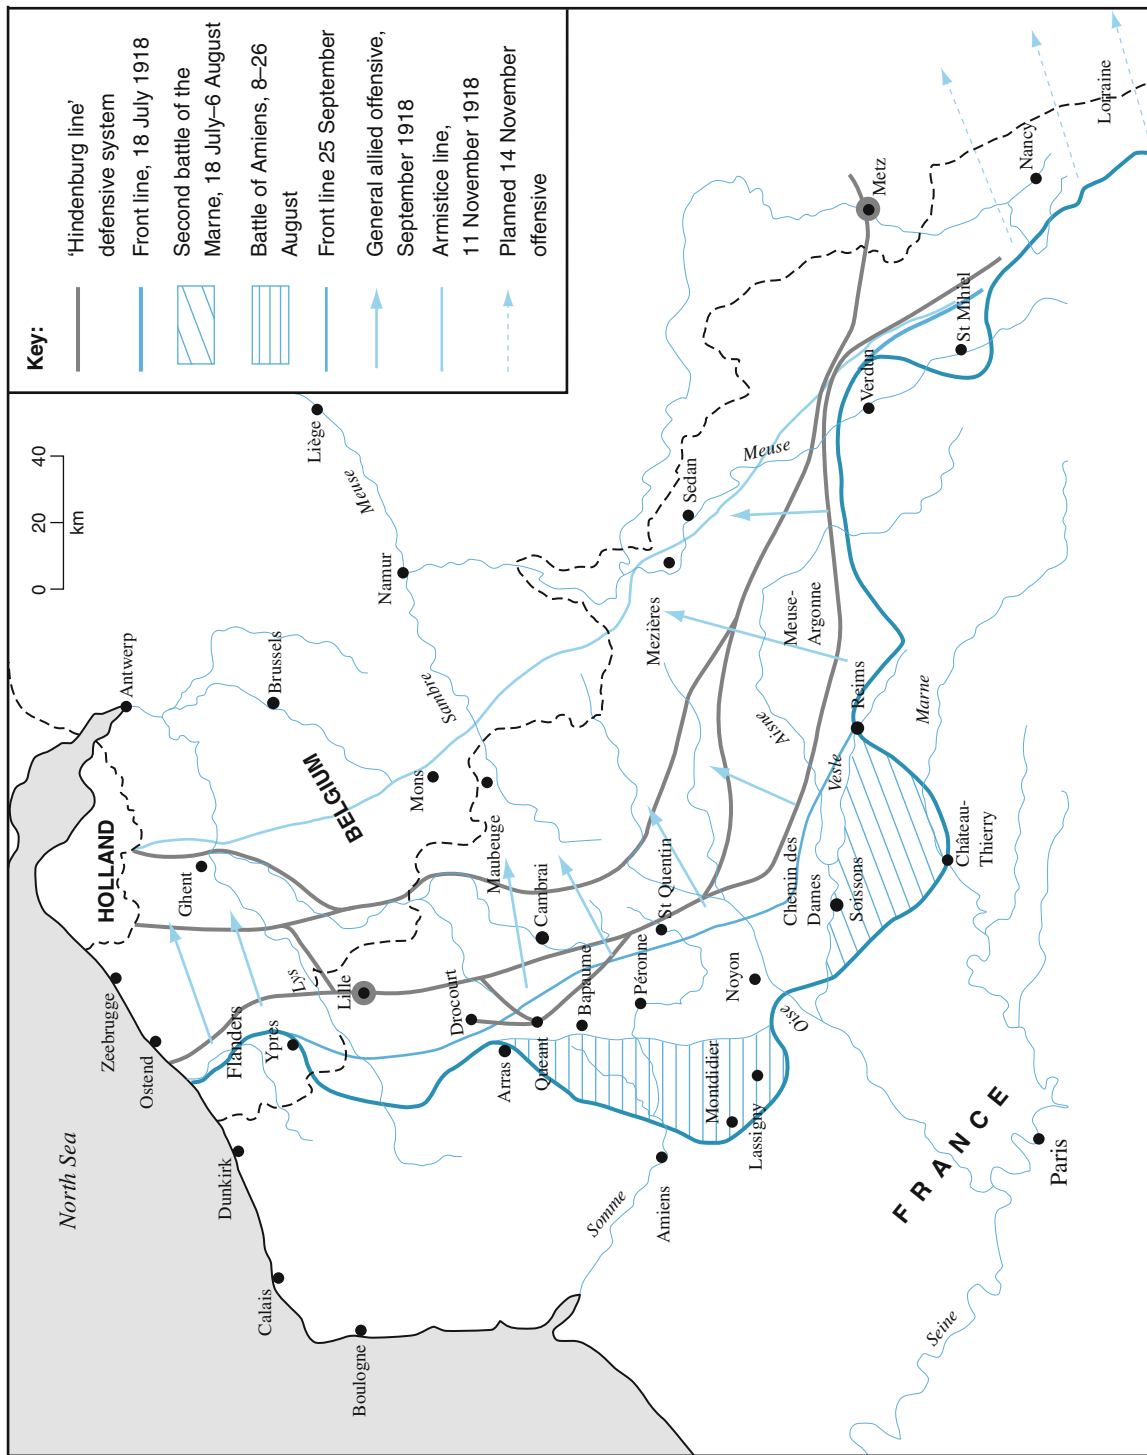 Key:
'Hindenburg line'
defensive system
Front line, 18 July 1918
Second battle of the
Marne, 18 July–6 August
Battle of Amiens, 8–26
August
Front line 25 September
General allied offensive,
September 1918
Armistice line,
11 November 1918
Planned 14 November
offensive
0 20 40
km
North Sea
HOLLAND
Antwerp
Zeebrugge
Ostend
Ghent
Dunkirk
Flanders
Calais
Ypres
Brussels
BELGIUM
Liège
Lys
Lille
Meuse
Boulogne
Namur
Mons
Sambre
Drocourt
Maubeuge
Arras
Queant
Cambrai
Bapaume
Somme
Péronne
St Quentin
Amiens
Mezières
Sedan
Montdidier
Lassigny
Noyon
Oise
Meuse
Aisne
Chemin des
Dames
Meuse-
Argonne
Soissons
Vesle
Reims
Verdun
Metz
Marne
Château-
Thierry
St Mihiel
Nancy
Lorraine
FRANCE
Seine
Paris